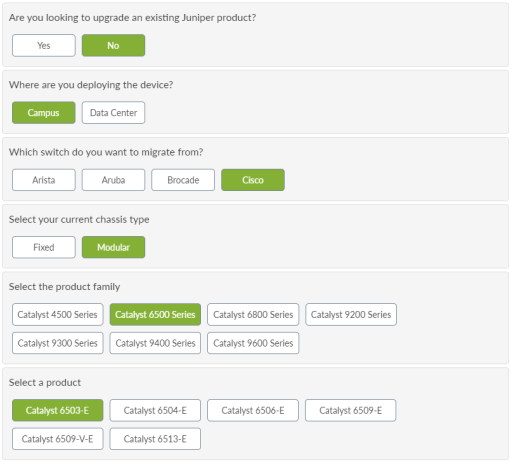 Are you looking to upgrade an existing Juniper product?
Yes No
Where are you deploying the device?
Campus Data Center
Which switch do you want to migrate from?
Arista Aruba Brocade Cisco
Select your current chassis type
Fixed Modular
Select the product family
Catalyst 4500 Series Catalyst 6500 Series Catalyst 6800 Series Catalyst 9200 Series
Catalyst 9300 Series Catalyst 9400 Series Catalyst 9600 Series
Select a product
Catalyst 6503-E Catalyst 6504-E Catalyst 6506-E Catalyst 6509-E
Catalyst 6509-V-E Catalyst 6513-E